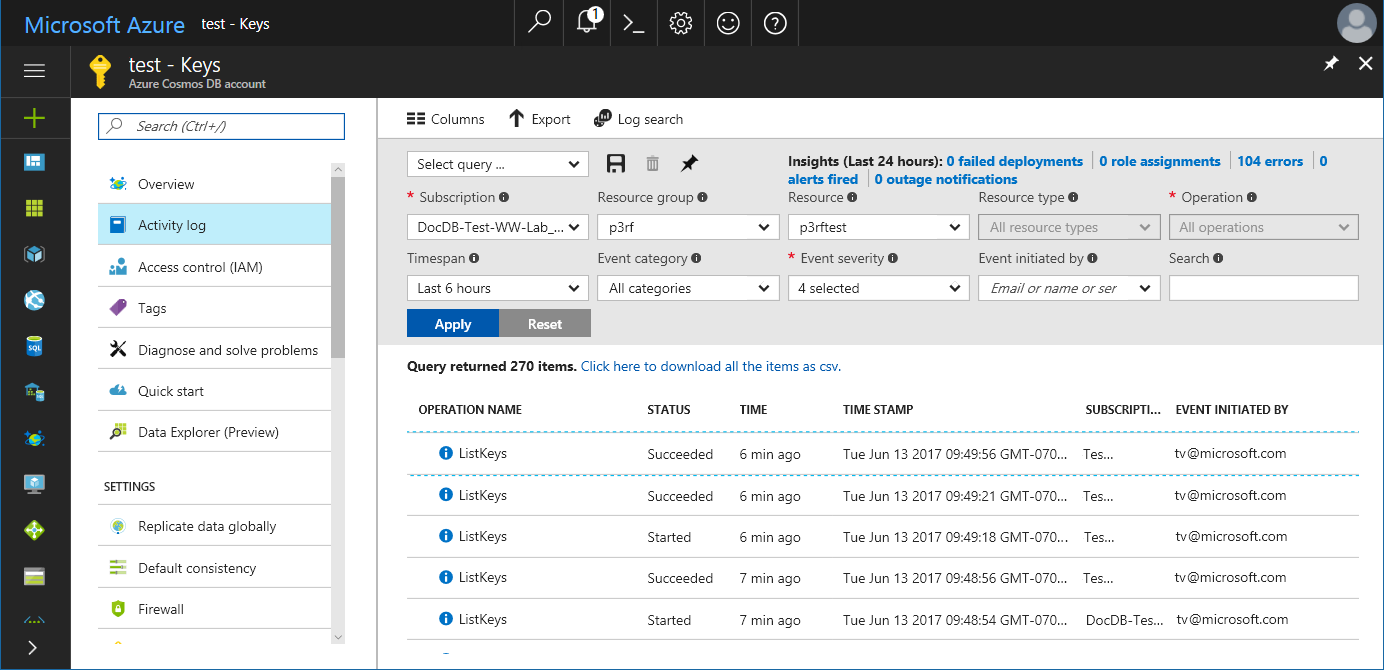 Microsoft Azure test - Keys
1
test - Keys
Azure Cosmos DB account
Search (Ctrl+/)
Overview
Activity log
Access control (IAM)
Tags
Diagnose and solve problems
Quick start
Data Explorer (Preview)
SETTINGS
Replicate data globally
Default consistency
Firewall
SQL
Columns Export Log search
Select query ...
Insights (Last 24 hours): 0 failed deployments 0 role assignments 104 errors 0
alerts fired 0 outage notifications
* Subscription Resource group Resource Resource type * Operation
DocDB-Test-WW-Lab_... p3rf p3rftest All resource types All operations
Timespan Event category * Event severity Event initiated by Search
Last 6 hours All categories 4 selected Email or name or ser
Apply Reset
Query returned 270 items. Click here to download all the items as csv.
OPERATION NAME STATUS TIME TIME STAMP SUBSCRIPTI... EVENT INITIATED BY
ListKeys Succeeded 6 min ago Tue Jun 13 2017 09:49:56 GMT-070... Tes... tv@microsoft.com
ListKeys Succeeded 6 min ago Tue Jun 13 2017 09:49:21 GMT-070... Tes... tv@microsoft.com
ListKeys Started 6 min ago Tue Jun 13 2017 09:49:18 GMT-070... Tes... tv@microsoft.com
ListKeys Succeeded 7 min ago Tue Jun 13 2017 09:48:56 GMT-070... Tes... tv@microsoft.com
ListKeys Started 7 min ago Tue Jun 13 2017 09:48:54 GMT-070... DocDB-Tes... tv@microsoft.com